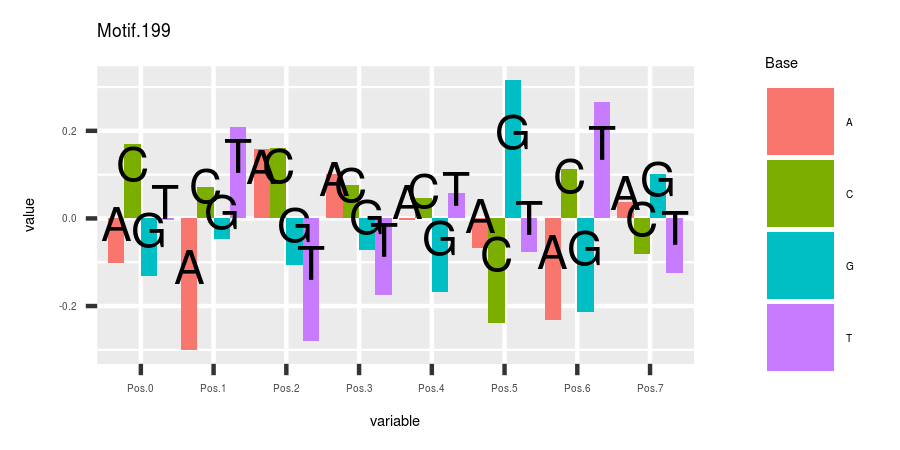 Motif.199
Base
A
C
G
T
value
0.2
0.0
-0.2
A C G T
A C G T
A C G T
A C G T
A C G T
A C G T
A C G T
A C G T
Pos.0 Pos.1 Pos.2 Pos.3 Pos.4 Pos.5 Pos.6 Pos.7
variable